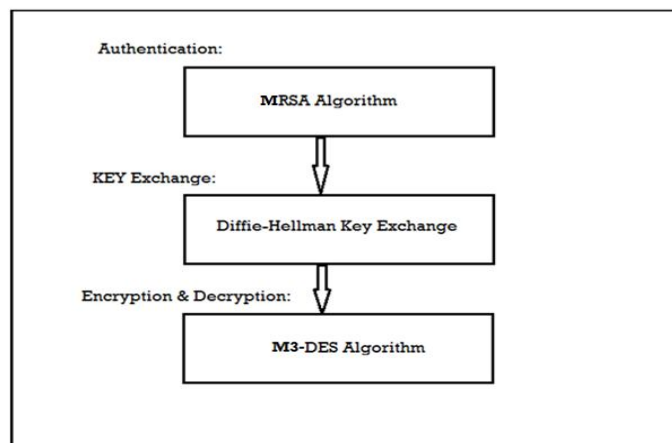 Authentication:
MRSA Algorithm
KEY Exchange:
Diffie-Hellman Key Exchange
Encryption & Decryption:
M3-DES Algorithm